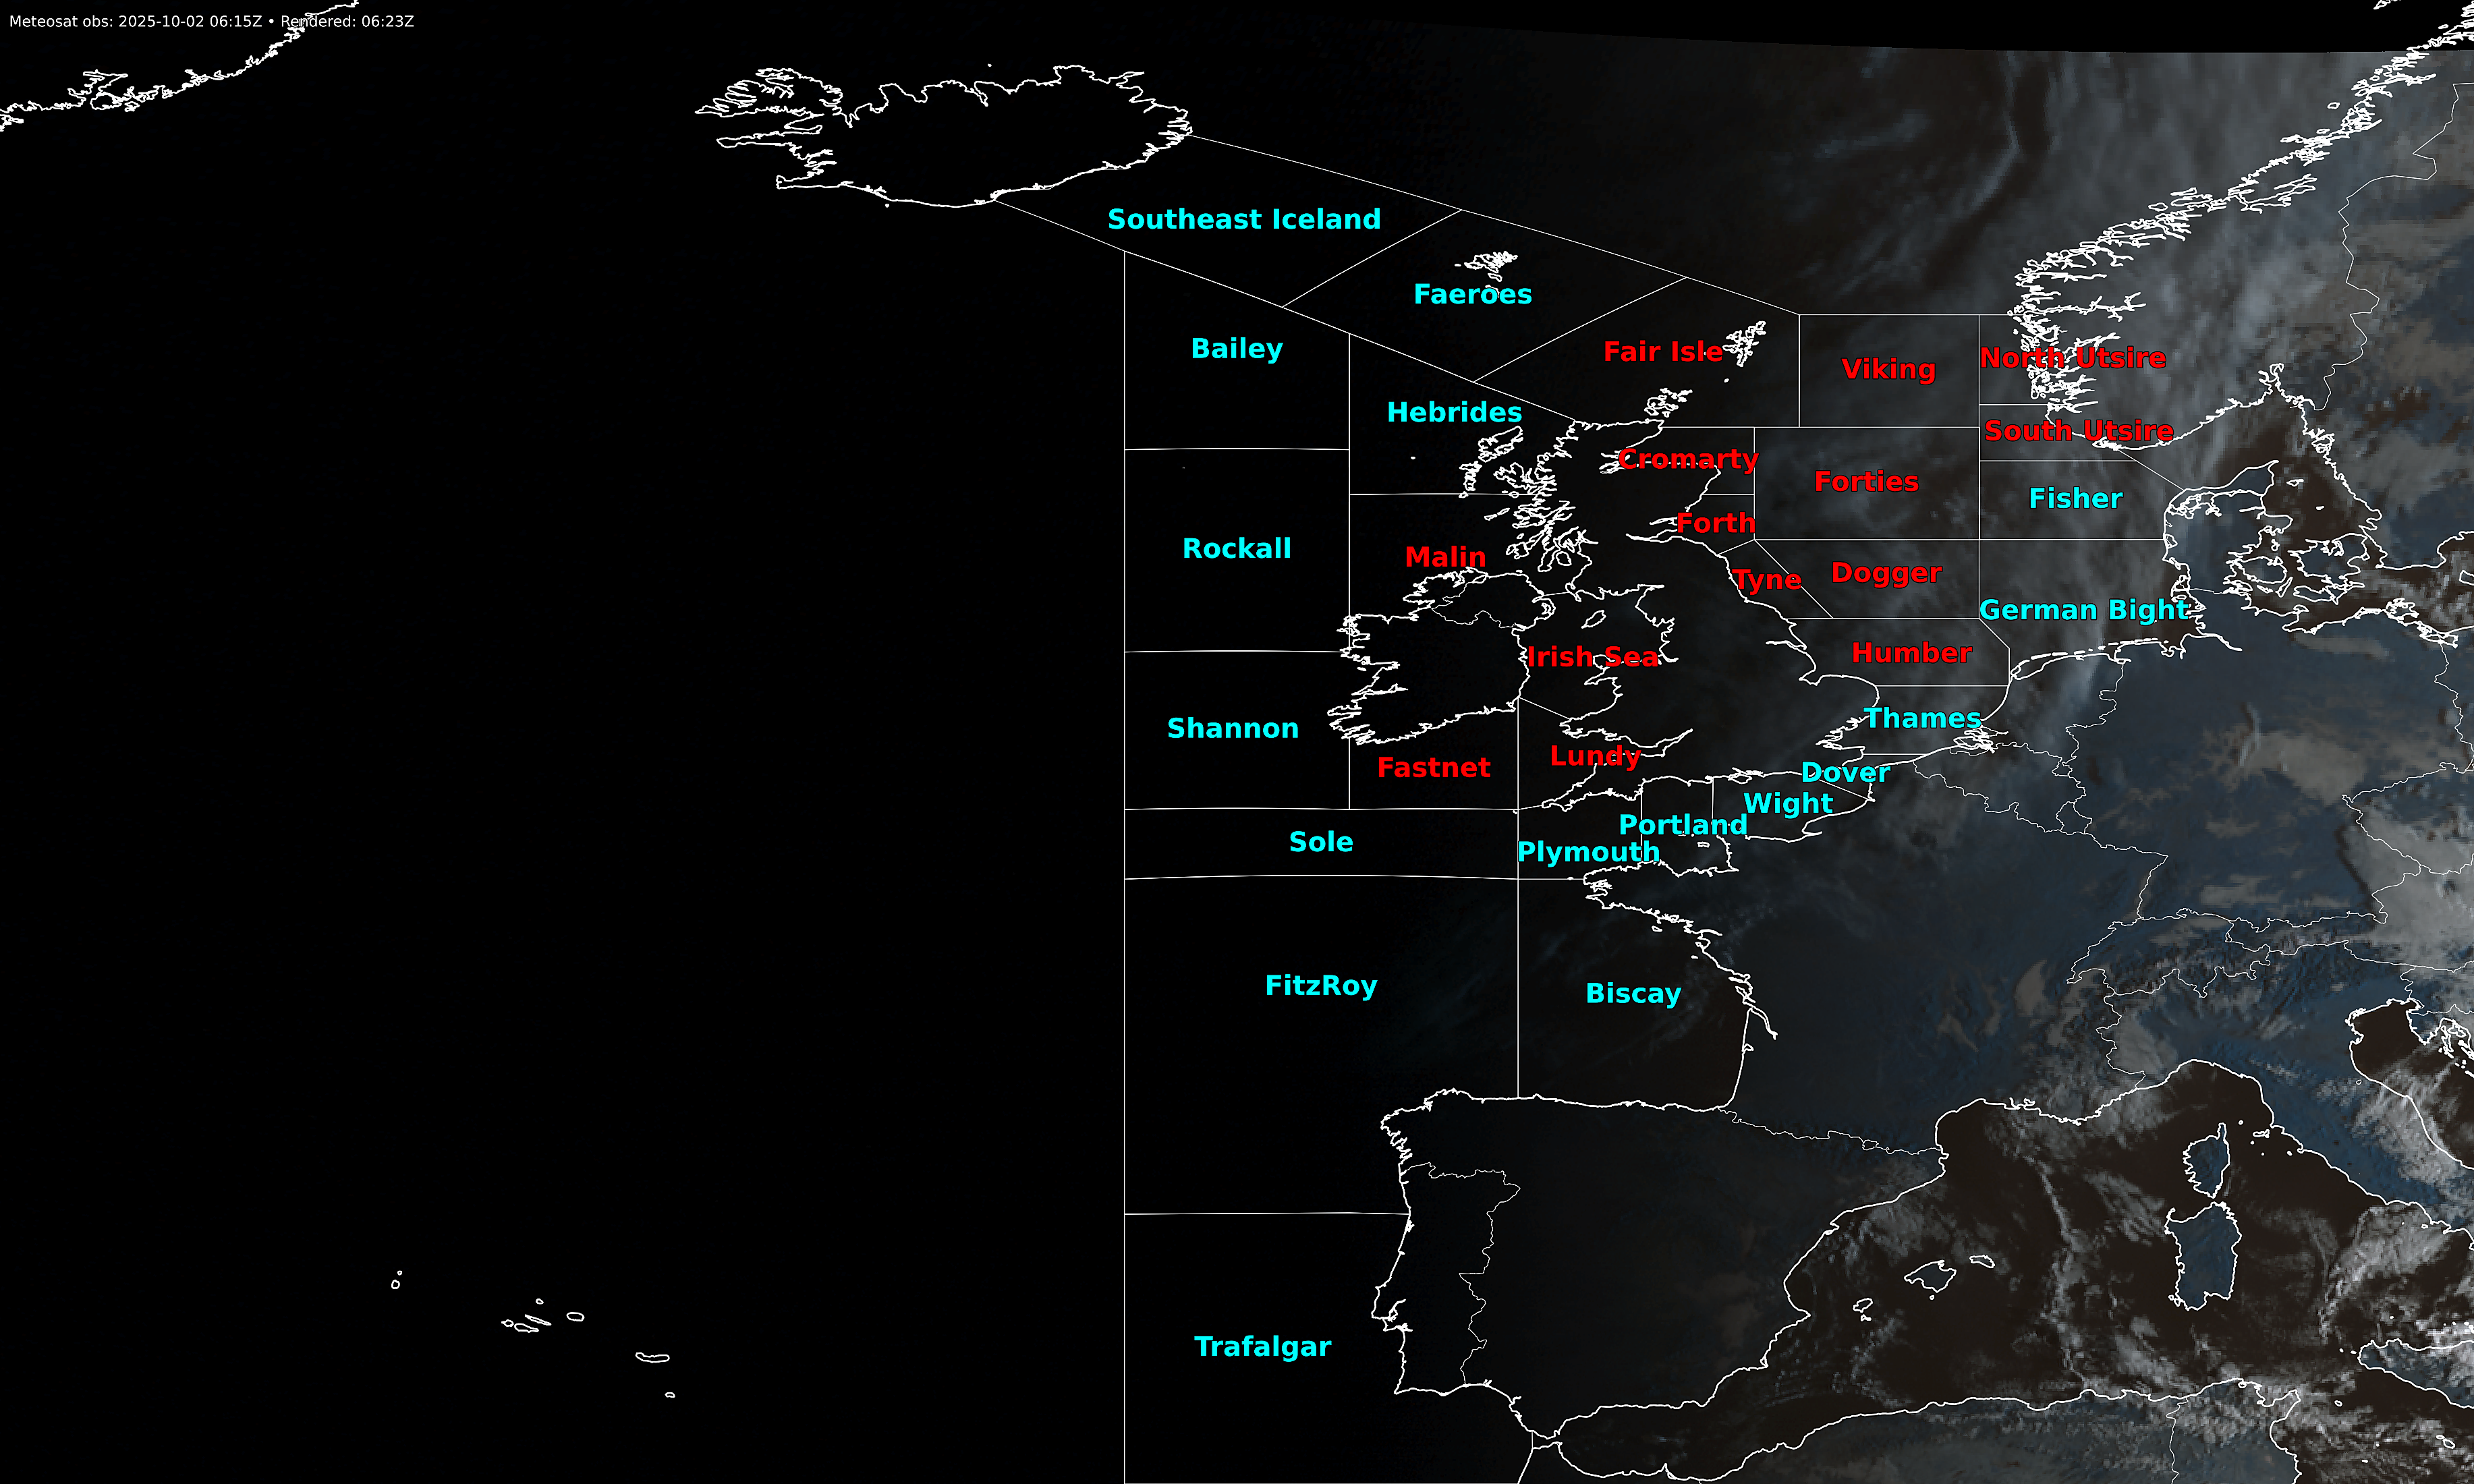 Meteosat obs: 2025-10-02 06:15Z • Rendered: 06:23Z
Southeast Iceland
Faeroes
Bailey
Fair Isle
Viking
North Utsire
Hebrides
South Utsire
Cromarty
Forties
Fisher
Forth
Rockall
Malin
Tyne
Dogger
German Bight
Irish Sea
Humber
Shannon
Thames
Fastnet
Lundy
Dover
Wight
Portland
Sole
Plymouth
FitzRoy
Biscay
Trafalgar